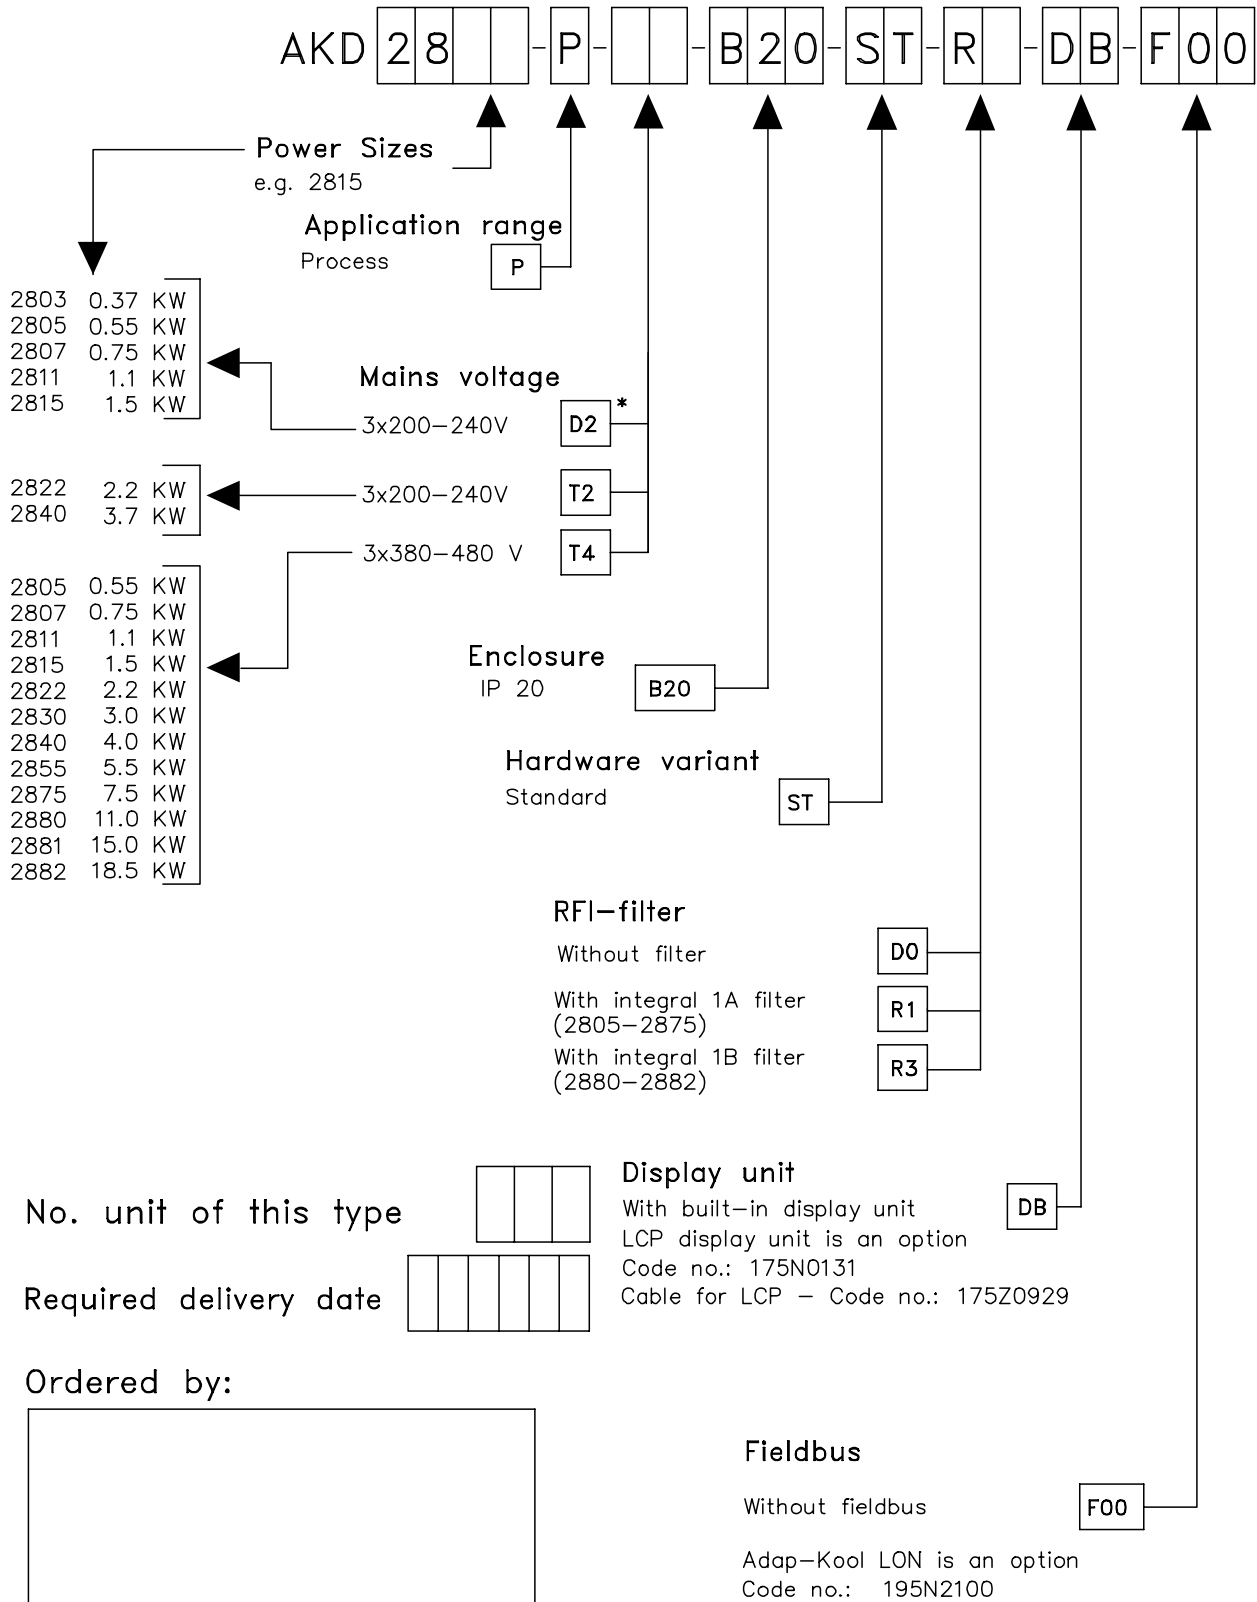 AKD 28 -P- -B20-ST-R -DB-F00
Power Sizes
e.g. 2815
Application range
Process P
2803 0.37 KW
2805 0.55 KW
2807 0.75 KW
2811 1.1 KW
2815 1.5 KW
Mains voltage
3x200-240V D2 *
2822 2.2 KW
2840 3.7 KW
3x200-240V T2
3x380-480 V T4
2805 0.55 KW
2807 0.75 KW
2811 1.1 KW
2815 1.5 KW
2822 2.2 KW
2830 3.0 KW
2840 4.0 KW
2855 5.5 KW
2875 7.5 KW
2880 11.0 KW
2881 15.0 KW
2882 18.5 KW
Enclosure
IP 20 B20
Hardware variant
Standard ST
RFI-filter
Without filter D0
With integral 1A filter R1
(2805-2875)
With integral 1B filter R3
(2880-2882)
No. unit of this type
Required delivery date
Display unit
With built-in display unit DB
LCP display unit is an option
Code no.: 175N0131
Cable for LCP - Code no.: 175Z0929
Ordered by:
Fieldbus
Without fieldbus F00
Adap-Kool LON is an option
Code no.: 195N2100